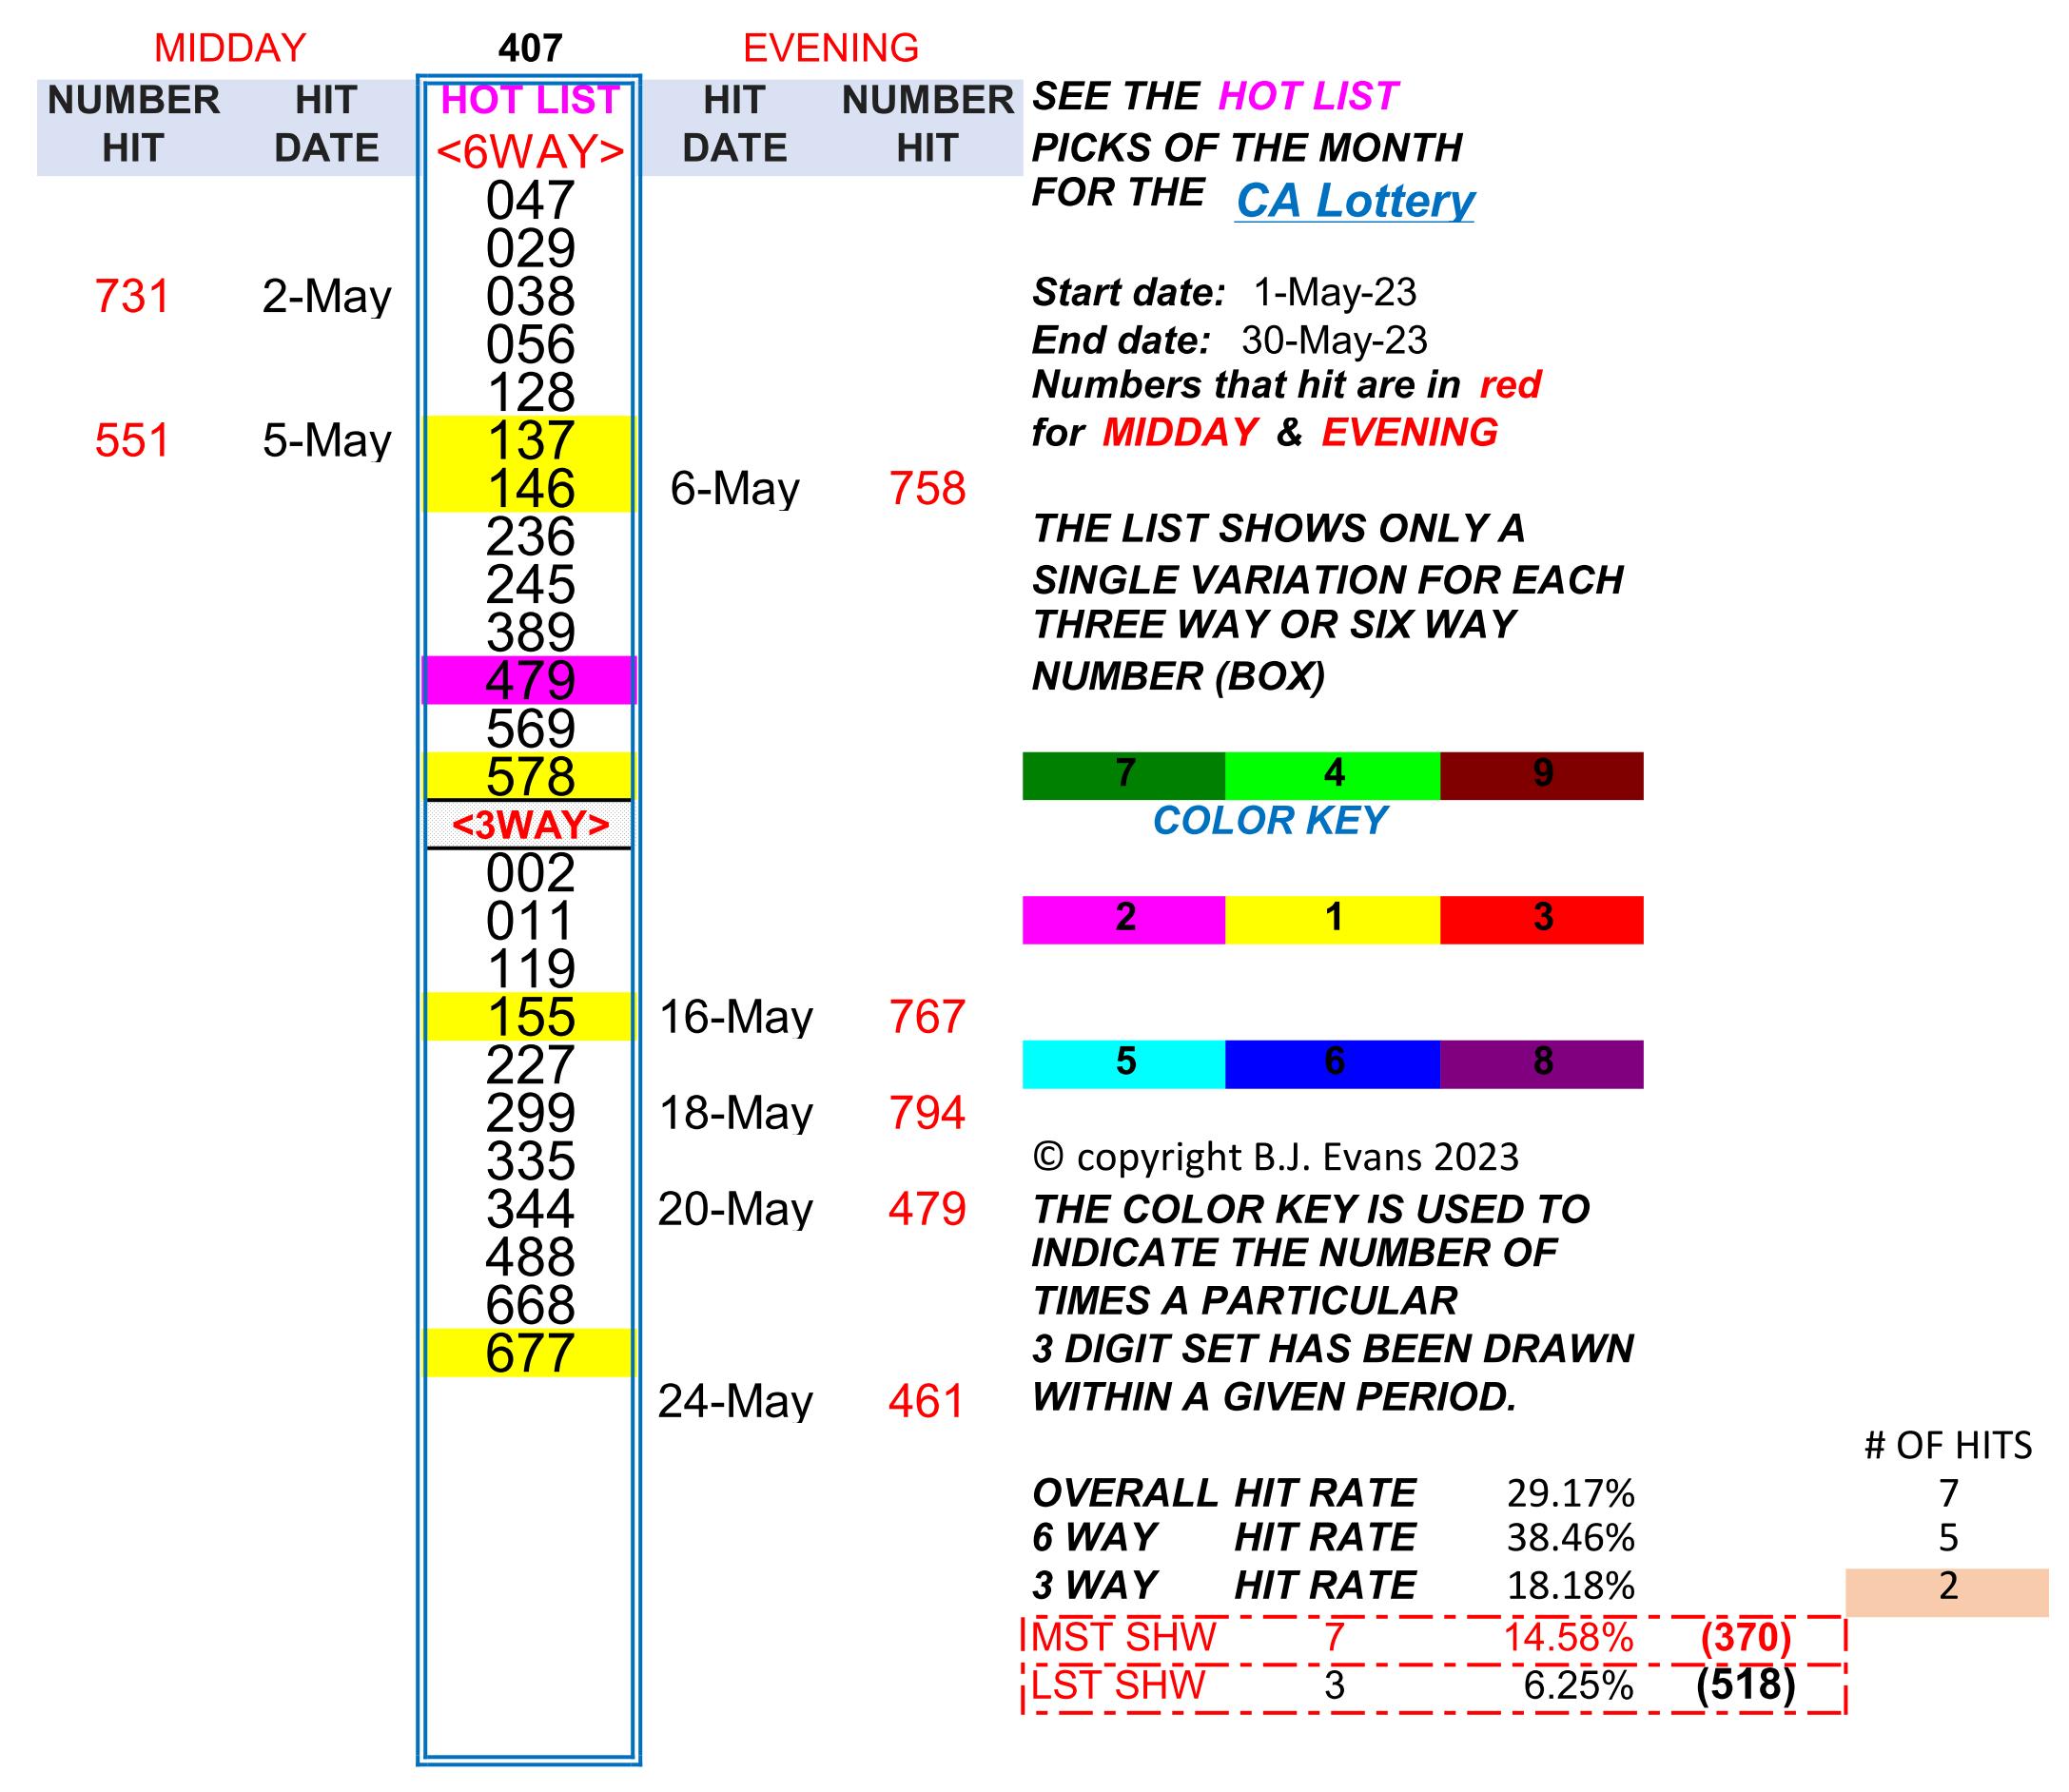 MIDDAY 407 EVENING
NUMBER HIT HOT LIST HIT NUMBER SEE THE HOT LIST
HIT DATE <6WAY> DATE HIT PICKS OF THE MONTH
047 FOR THE CA Lottery
029
731 2-May 038 Start date: 1-May-23
056 End date: 30-May-23
128 Numbers that hit are in red
551 5-May 137 for MIDDAY & EVENING
146 6-May 758
236 THE LIST SHOWS ONLY A
245 SINGLE VARIATION FOR EACH
389 THREE WAY OR SIX WAY
479 NUMBER (BOX)
569
578 7 4 9
<3WAY> COLOR KEY
002
011 2 1 3
119
155 16-May 767
227 5 6 8
299 18-May 794
335 © copyright B.J. Evans 2023
344 20-May 479 THE COLOR KEY IS USED TO
488 INDICATE THE NUMBER OF
668 TIMES A PARTICULAR
677 3 DIGIT SET HAS BEEN DRAWN
24-May 461 WITHIN A GIVEN PERIOD.
# OF HITS
OVERALL HIT RATE 29.17% 7
6 WAY HIT RATE 38.46% 5
3 WAY HIT RATE 18.18% 2
MST SHW 7 14.58% (370)
LST SHW 3 6.25% (518)